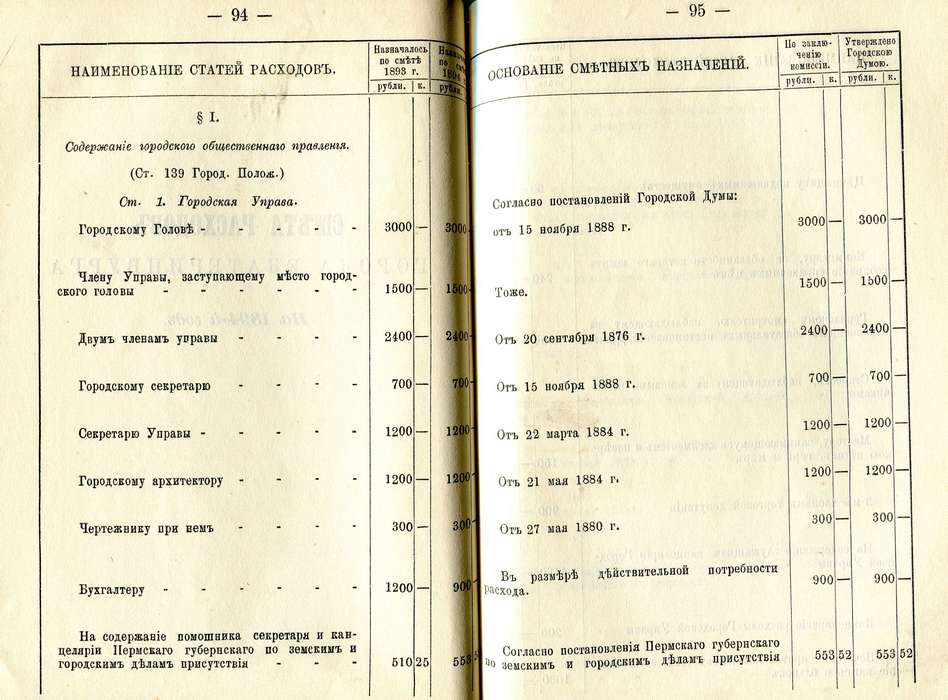 — 94 —
НАИМЕНОВАНІЕ СТАТЕЙ РАСХОДОВЪ.
Назначалось по смѣтѣ 1893 г.
рубли. к.
§ I.
Содержаніе городского общественнаго правленія.
(Ст. 139 Город. Полож.)
Ст. 1. Городская Управа.
Городскому Головѣ - - - - - 3000 — 3000
Члену Управы, заступающему мѣсто город-
ского головы - - - - - - 1500 — 1500
Двумъ членамъ управы - - - - 2400 — 2400
Городскому секретарю - - - - 700 — 700
Секретарю Управы - - - - - 1200 — 1200
Городскому архитектору - - - - 1200 — 1200
Чертежнику при немъ - - - - 300 — 300
Бухгалтеру - - - - - - 1200 — 900
На содержаніе помошника секретаря и кан-
целяріи Пермскаго губернскаго по земскимъ и
городскимъ дѣламъ присутствія - - - 510 25 553
— 95 —
ОСНОВАНІЕ СМѢТНЫХЪ НАЗНАЧЕНІЙ.
По заклю-
ченію
комиссіи.
рубли. к.
Утверждено
Городскою
Думою.
рубли. к.
Согласно постановленій Городской Думы:
отъ 15 ноября 1888 г. 3000 — 3000 —
Тоже. 1500 — 1500 —
Отъ 20 сентября 1876 г. 2400 — 2400 —
Отъ 15 ноября 1888 г. 700 — 700 —
Отъ 22 марта 1884 г. 1200 — 1200 —
Отъ 21 мая 1884 г. 1200 — 1200 —
Отъ 27 мая 1880 г. 300 — 300 —
Въ размѣрѣ дѣйствительной потребности
расхода. 900 — 900 —
Согласно постановленія Пермскаго губернскаго
по земскимъ и городскимъ дѣламъ присутствія 553 52 553 52